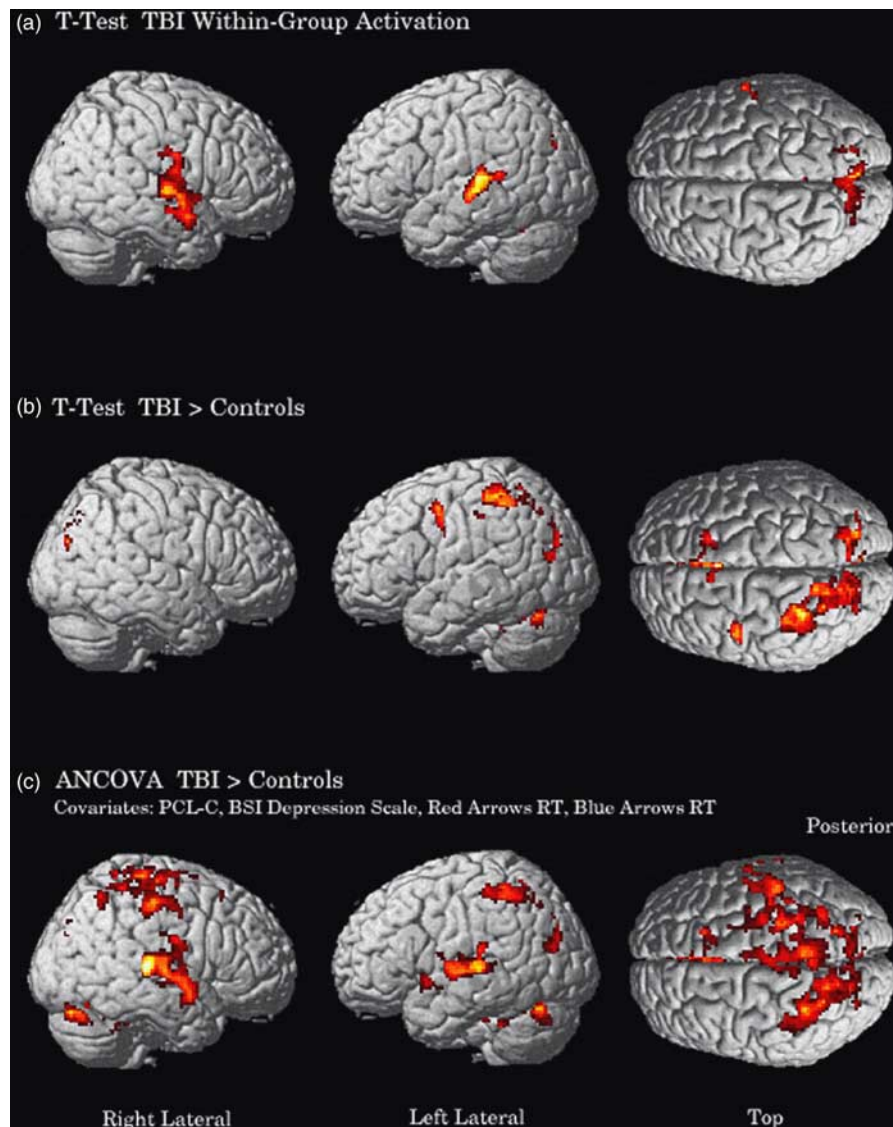 (a) T-Test TBI Within-Group Activation
(b) T-Test TBI > Controls
(c) ANCOVA TBI > Controls
Covariates: PCL-C, BSI Depression Scale, Red Arrows RT, Blue Arrows RT
Posterior
Right Lateral Left Lateral Top